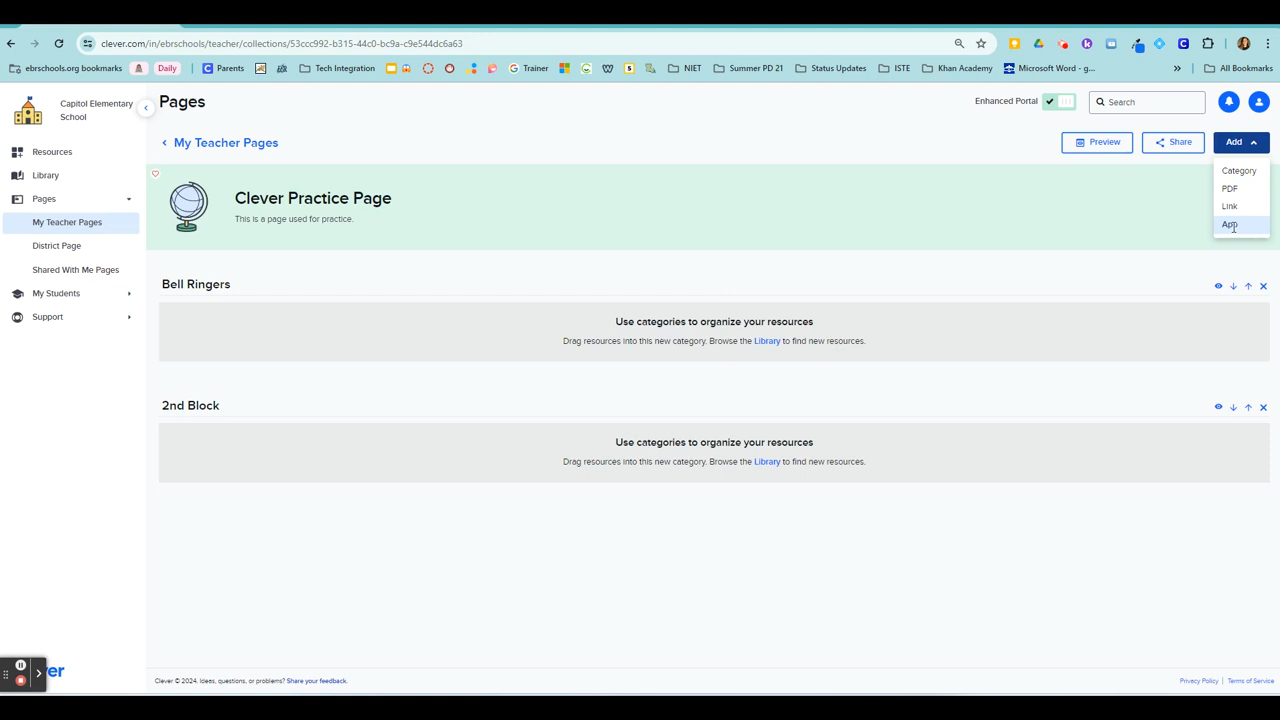 clever.com/in/ebrschools/teacher/collections/53ccc992-b315-44c0-bc9a-c9e544dc6a63
ebrschools.org bookmarks
Daily
Parents
Tech Integration
Trainer
NIET
Summer PD 21
Status Updates
ISTE
Khan Academy
Microsoft Word - g...
All Bookmarks
Capitol Elementary
School
Pages
Enhanced Portal
Search
My Teacher Pages
Preview
Share
Add
Resources
Library
Pages
My Teacher Pages
District Page
Shared With Me Pages
My Students
Support
Clever Practice Page
This is a page used for practice.
Category
PDF
Link
App
Bell Ringers
Use categories to organize your resources
Drag resources into this new category. Browse the Library to find new resources.
2nd Block
Use categories to organize your resources
Drag resources into this new category. Browse the Library to find new resources.
Clever © 2024. Ideas, questions, or problems? Share your feedback.
Privacy Policy | Terms of Service